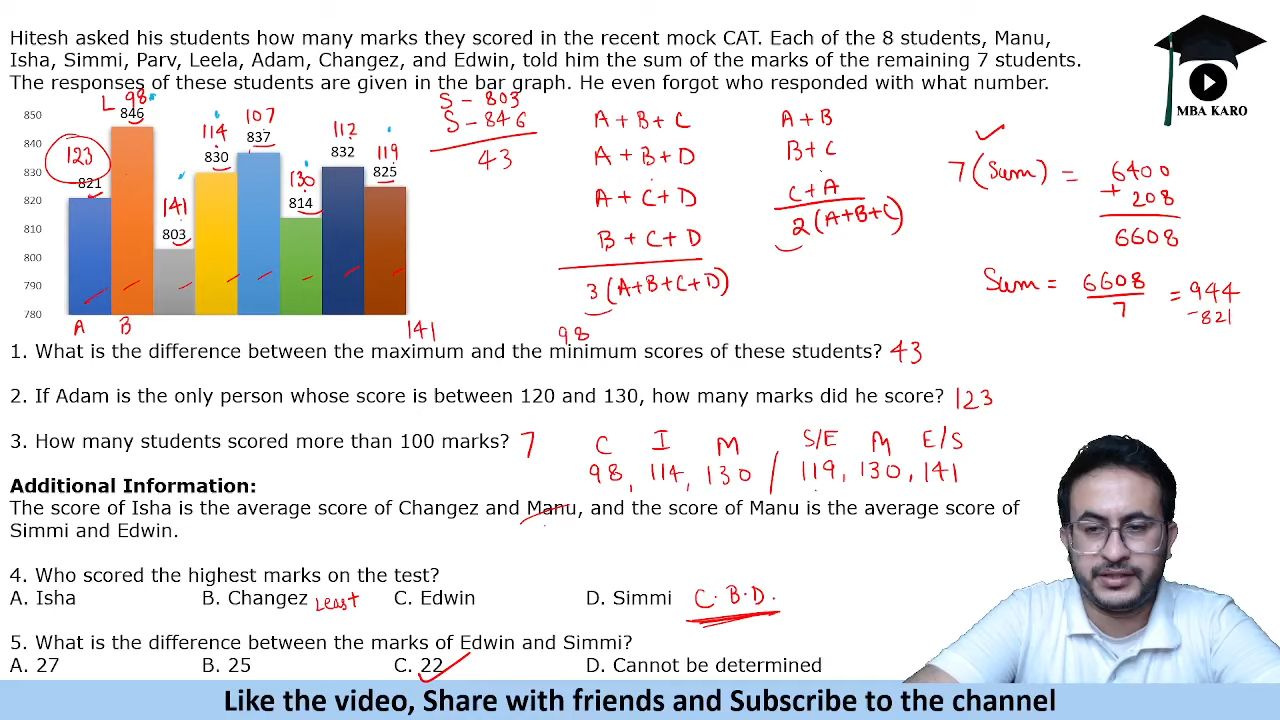 Hitesh asked his students how many marks they scored in the recent mock CAT. Each of the 8 students, Manu,
Isha, Simmi, Parv, Leela, Adam, Changez, and Edwin, told him the sum of the marks of the remaining 7 students.
The responses of these students are given in the bar graph. He even forgot who responded with what number.
MBA KARO
850
840
830
820
810
800
790
780
L 98
846
123
821
141
803
114
830
107
837
130
814
112
832
119
825
A
B
S - 803
S - 846
43
A + B + C
A + B + D
A + C + D
B + C + D
3 (A+B+C+D)
A + B
B + C
C + A
2 (A+B+C)
7 (Sum) = 6400
+ 208
6608
Sum = 6608/7 = 944
-821
141
98
1. What is the difference between the maximum and the minimum scores of these students? 43
2. If Adam is the only person whose score is between 120 and 130, how many marks did he score? 123
3. How many students scored more than 100 marks? 7
C I M S/E M E/S
98, 114, 130 / 119, 130, 141
Additional Information:
The score of Isha is the average score of Changez and Manu, and the score of Manu is the average score of
Simmi and Edwin.
4. Who scored the highest marks on the test?
A. Isha B. Changez Least C. Edwin D. Simmi C.B.D.
5. What is the difference between the marks of Edwin and Simmi?
A. 27 B. 25 C. 22 D. Cannot be determined
Like the video, Share with friends and Subscribe to the channel